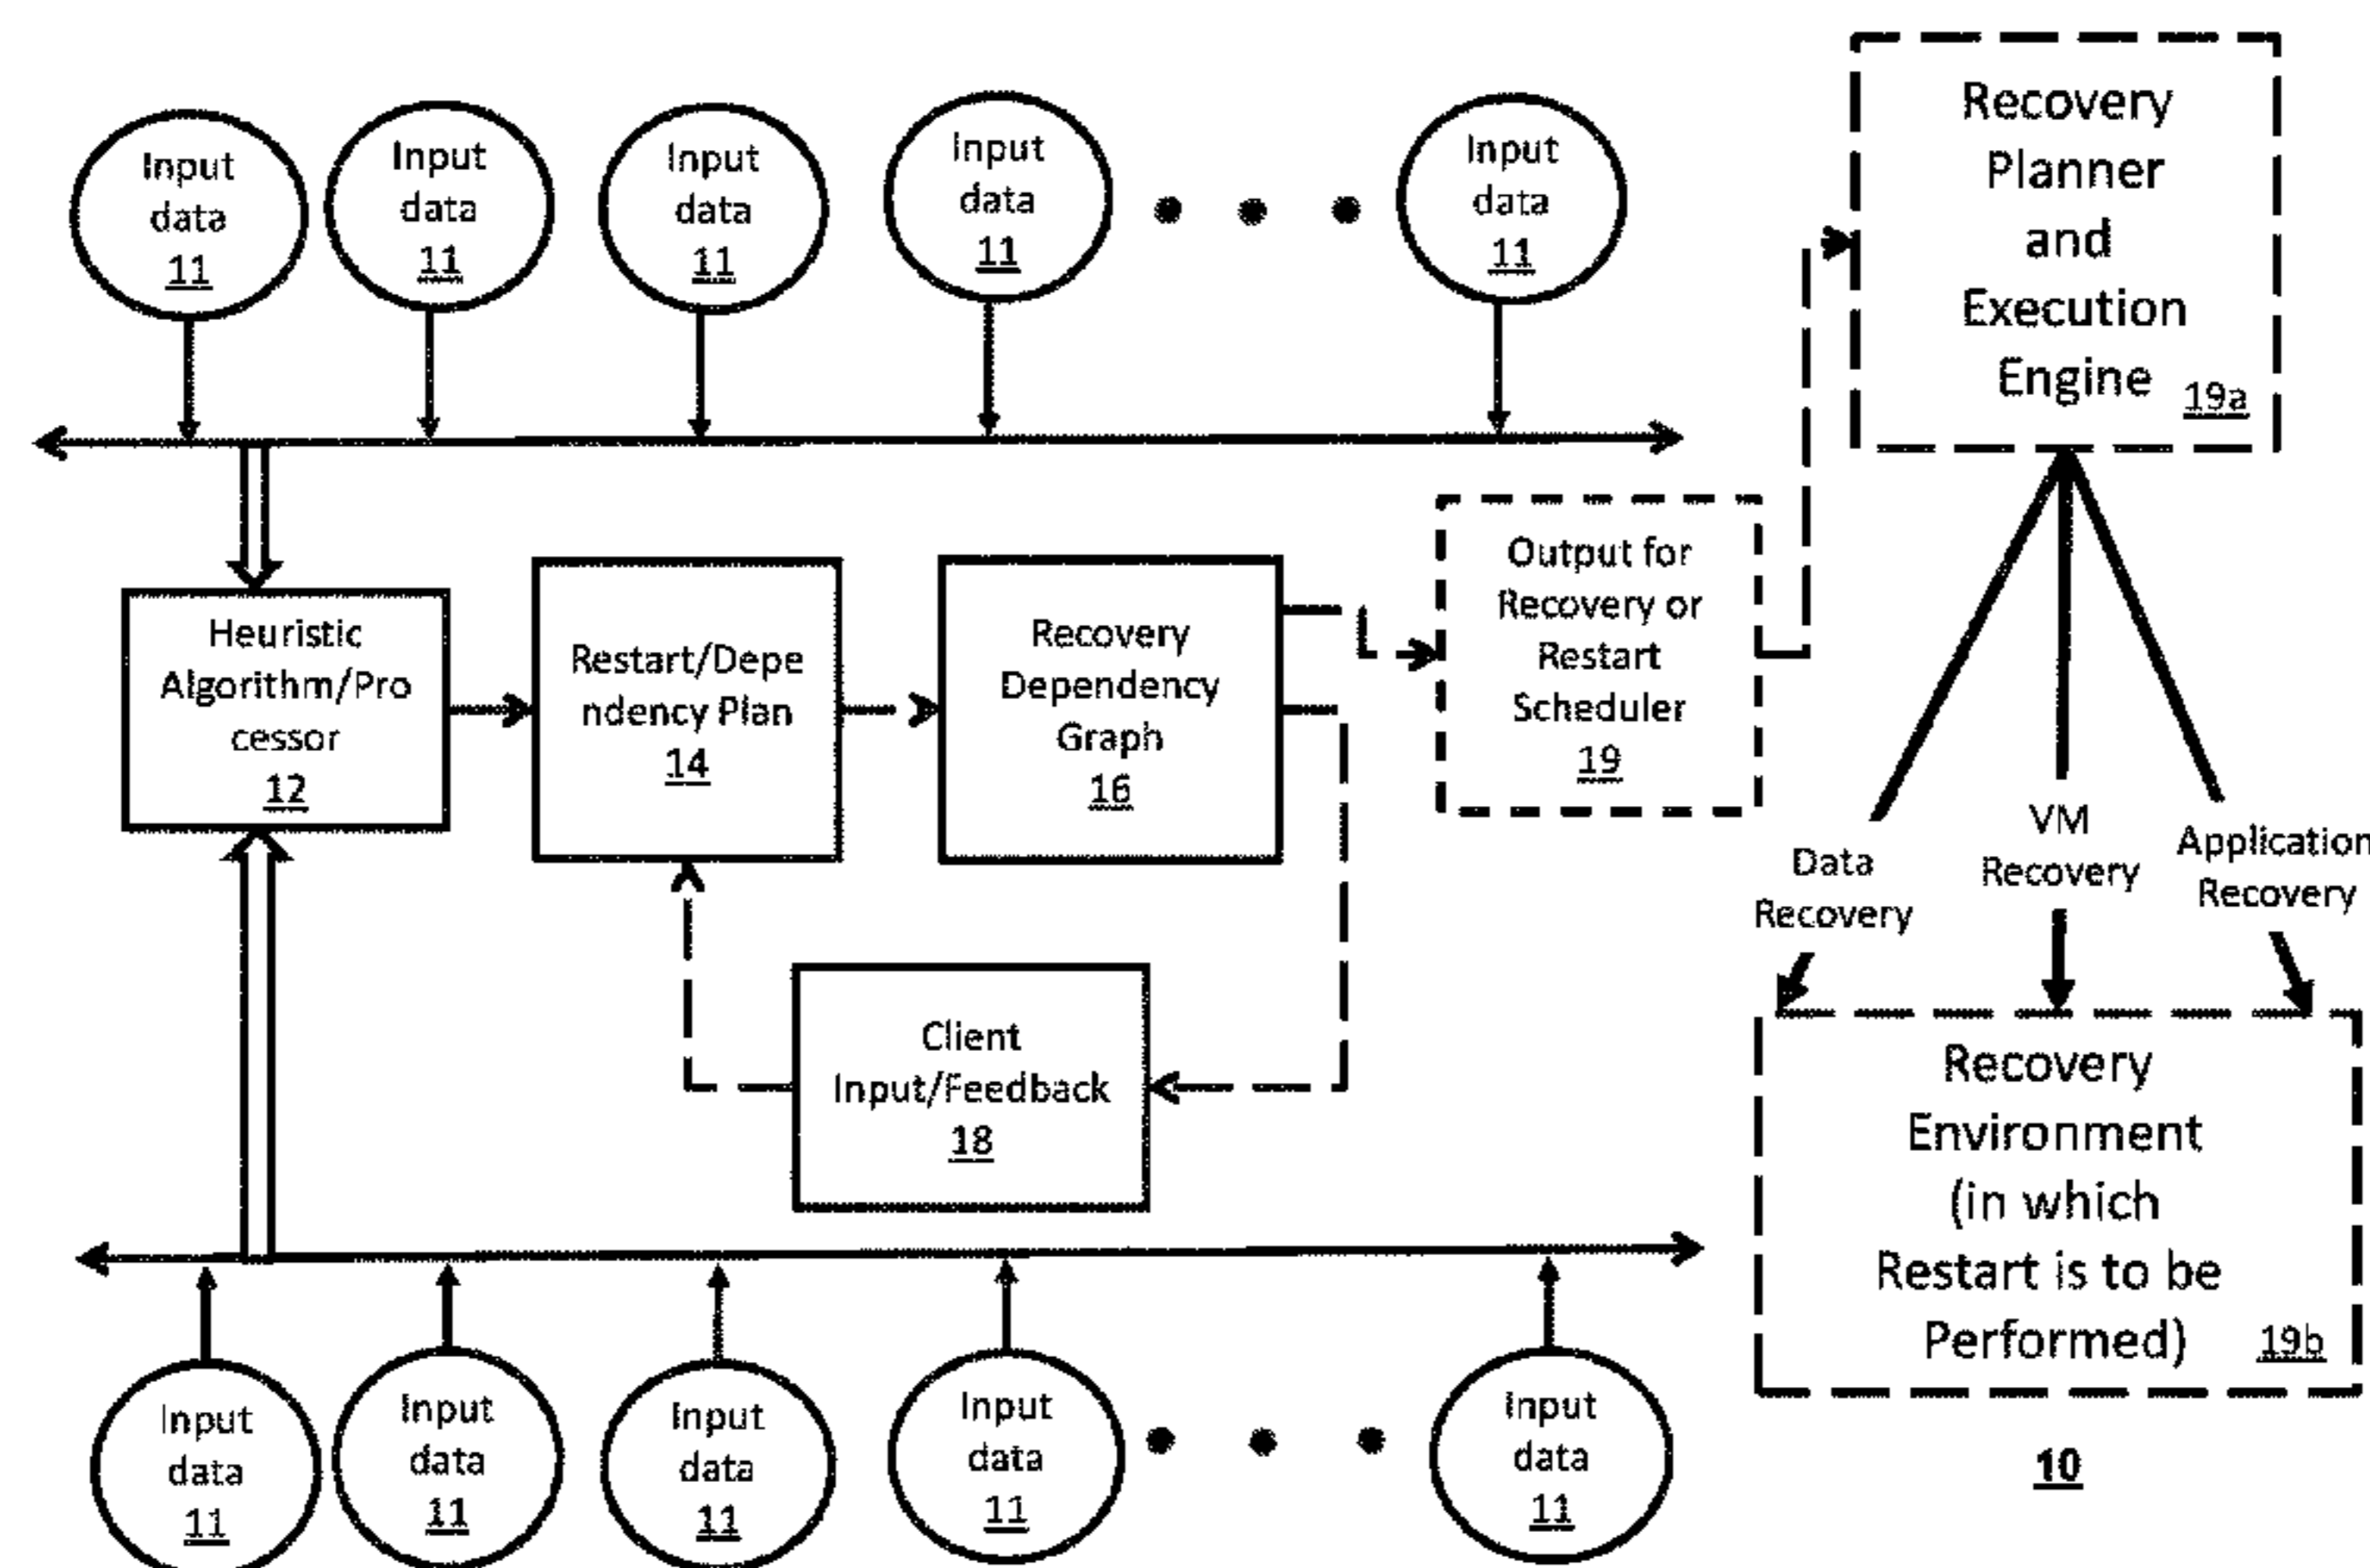 Input
data
11
Input
data
11
Input
data
11
Input
data
11
Input
data
11
Recovery
Planner
and
Execution
Engine
19a
Heuristic
Algorithm/Pro
cessor
12
Restart/Depe
ndency Plan
14
Recovery
Dependency
Graph
16
Output for
Recovery or
Restart
Scheduler
19
Data
Recovery
VM
Recovery
Application
Recovery
Client
Input/Feedback
18
Recovery
Environment
(in which
Restart is to be
Performed)
19b
Input
data
11
Input
data
11
Input
data
11
Input
data
11
Input
data
11
10